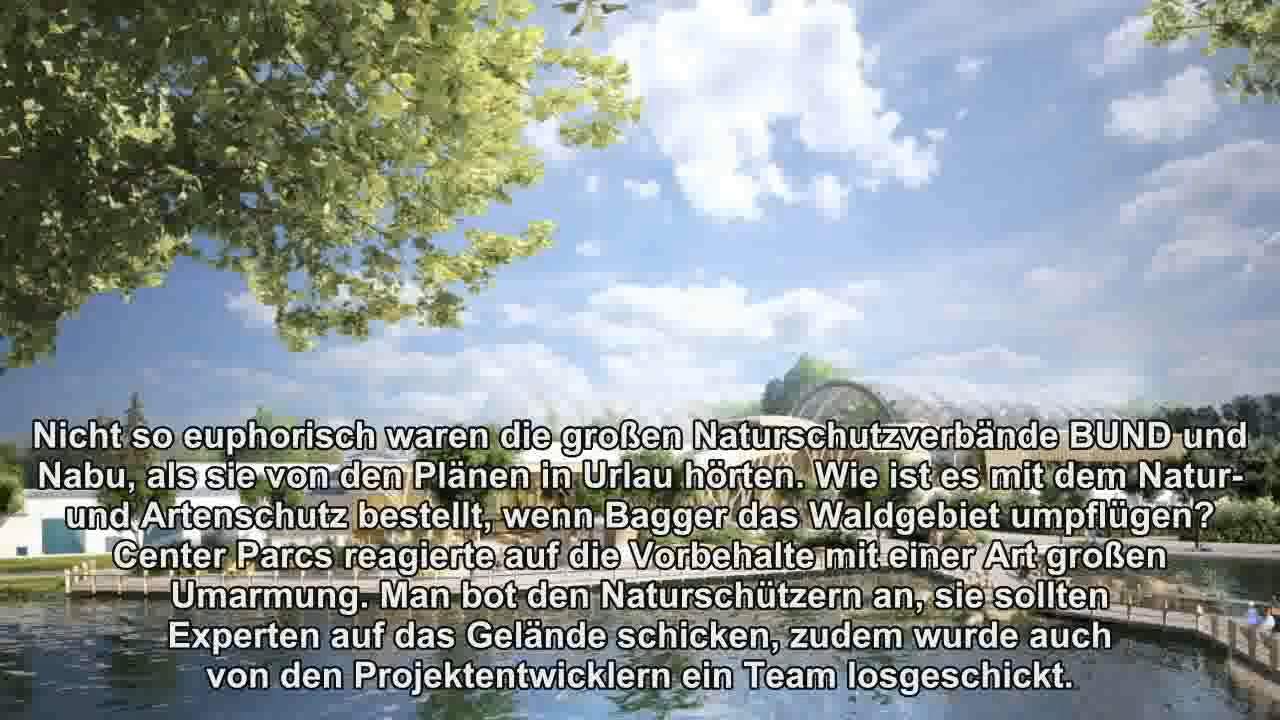 Nicht so euphorisch waren die großen Naturschutzverbände BUND und
Nabu, als sie von den Plänen in Urlau hörten. Wie ist es mit dem Natur-
und Artenschutz bestellt, wenn Bagger das Waldgebiet umpflügen?
Center Parcs reagierte auf die Vorbehalte mit einer Art großen
Umarmung. Man bot den Naturschützern an, sie sollten
Experten auf das Gelände schicken, zudem wurde auch
von den Projektentwicklern ein Team losgeschickt.